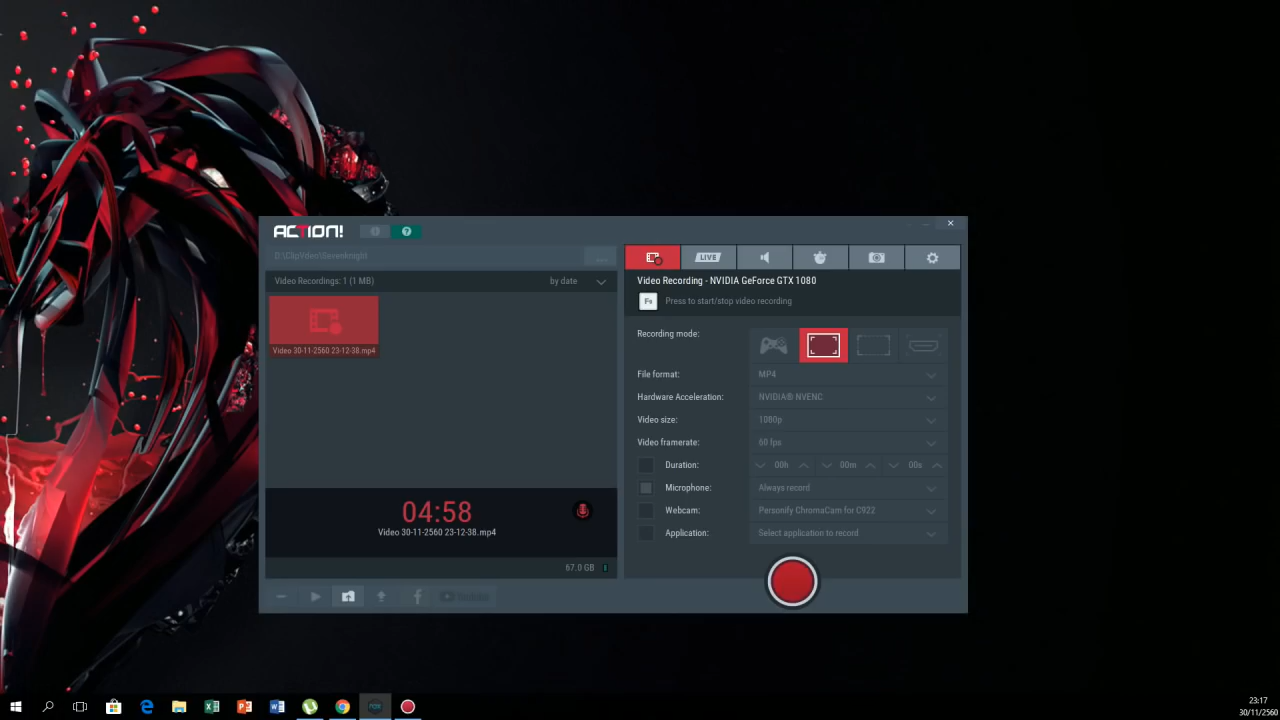 ACTION!
D:\ClipVdeo\Sevenknight
...
Video Recordings: 1 (1 MB)
by date
Video 30-11-2560 23-12-38.mp4
04:58
Video 30-11-2560 23-12-38.mp4
67.0 GB
LIVE
Video Recording - NVIDIA GeForce GTX 1080
F9
Press to start/stop video recording
Recording mode:
File format:
MP4
Hardware Acceleration:
NVIDIA® NVENC
Video size:
1080p
Video framerate:
60 fps
Duration:
00h
00m
00s
Microphone:
Always record
Webcam:
Personify ChromaCam for C922
Application:
Select application to record
23:17
30/11/2560